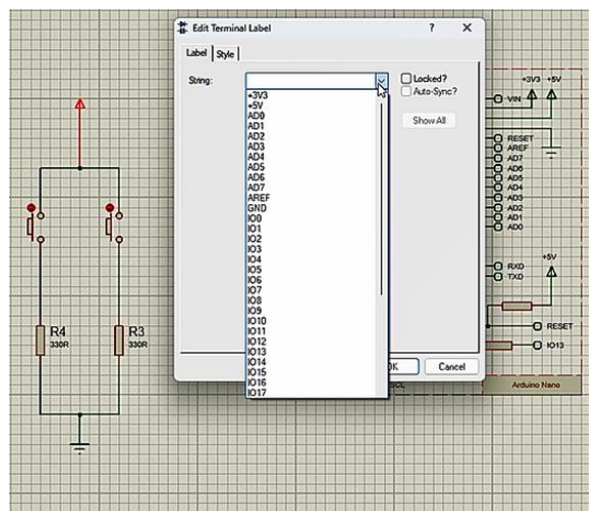 Edit Terminal Label
? X
Label Style
String:
Locked?
Auto-Sync?
Show All
+3V3
+5V
AD0
AD1
AD2
AD3
AD4
AD5
AD6
AD7
AREF
GND
IO0
IO1
IO2
IO3
IO4
IO5
IO6
IO7
IO8
IO9
IO10
IO11
IO12
IO13
IO14
IO15
IO16
IO17
Cancel
R4
330R
R3
330R
+3V3 +5V
VIN
RESET
AREF
AD7
AD6
AD5
AD4
AD3
AD2
AD1
AD0
+5V
RXD
TXD
RESET
IO13
Arduino Nano